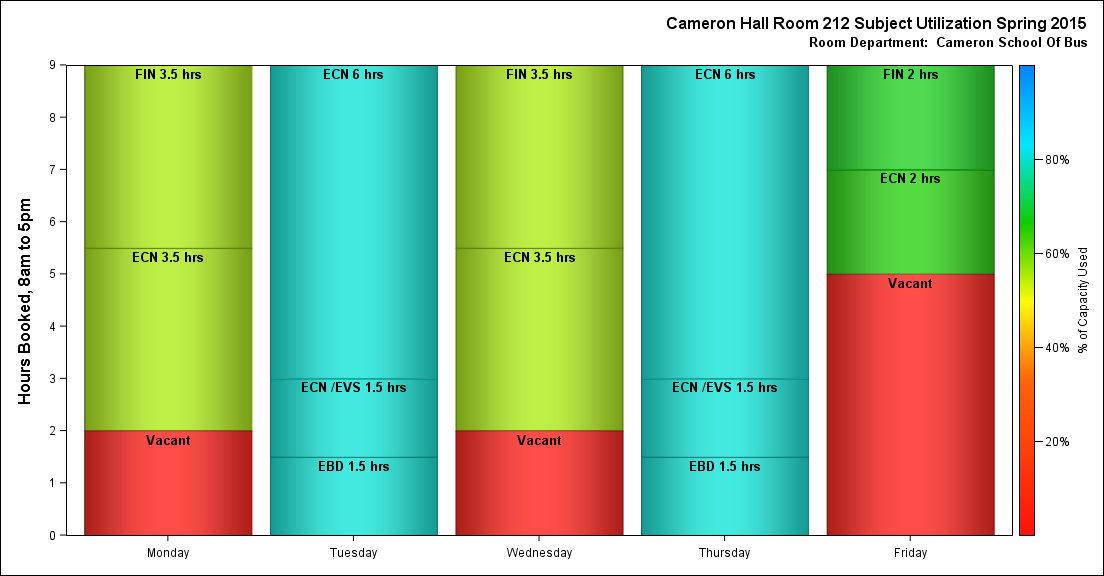 Cameron Hall Room 212 Subject Utilization Spring 2015
Room Department:  Cameron School Of Bus
Hours Booked, 8am to 5pm
9
8
7
6
5
4
3
2
1
0
FIN 3.5 hrs
ECN 3.5 hrs
Vacant
ECN 6 hrs
ECN /EVS 1.5 hrs
EBD 1.5 hrs
FIN 3.5 hrs
ECN 3.5 hrs
Vacant
ECN 6 hrs
ECN /EVS 1.5 hrs
EBD 1.5 hrs
FIN 2 hrs
ECN 2 hrs
Vacant
Monday
Tuesday
Wednesday
Thursday
Friday
80%
60%
40%
20%
% of Capacity Used